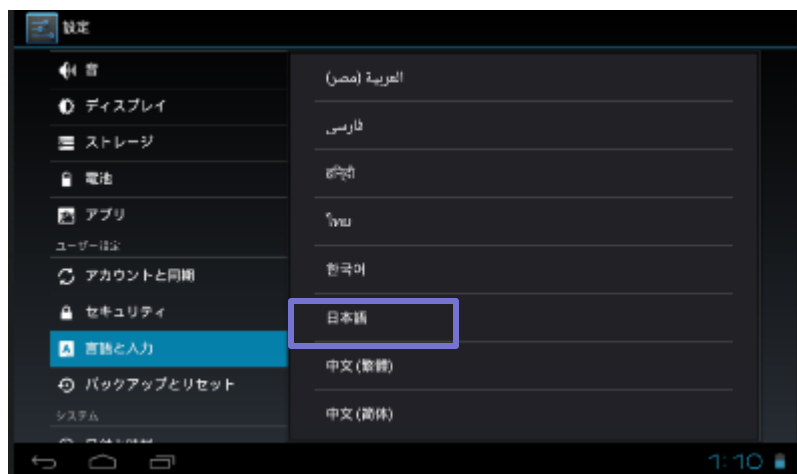 設定
音
ディスプレイ
ストレージ
電池
アプリ
ユーザー設定
アカウントと同期
セキュリティ
言語と入力
バックアップとリセット
システム
العربية (مصر)
فارسی
हिन्दी
ไทย
한국어
日本語
中文 (繁體)
中文 (简体)
1:10